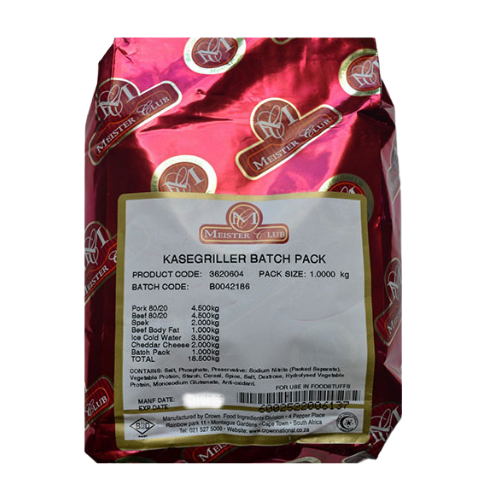 MEISTER CLUB
MEISTER CLUB
MEISTER CLUB
KASEGRILLER BATCH PACK
PRODUCT CODE: 3620604 PACK SIZE: 1.0000 kg
BATCH CODE: B0042186
Pork 80/20 4.500kg
Beef 80/20 4.500kg
Spek 2.000kg
Beef Body Fat 1.000kg
Ice Cold Water 3.500kg
Cheddar Cheese 2.000kg
Batch Pack 1.000kg
TOTAL 18.500kg
CONTAINS: Salt, Phosphate, Preservative: Sodium Nitrite (Packed Separate),
Vegetable Protein, Starch, Cereal, Spice, Salt, Dextrose, Hydrolysed Vegetable
Protein, Monosodium Glutamate, Anti-oxidant.
FOR USE IN FOODSTUFFS
MANF DATE:
EXP DATE:
Manufactured by Crown Food Ingredients Division • 4 Pepper Place
Rainbow park 11 • Montague Gardens • Cape Town • South Africa
Tel: 021 527 5000 • Website: www.crownnational.co.za